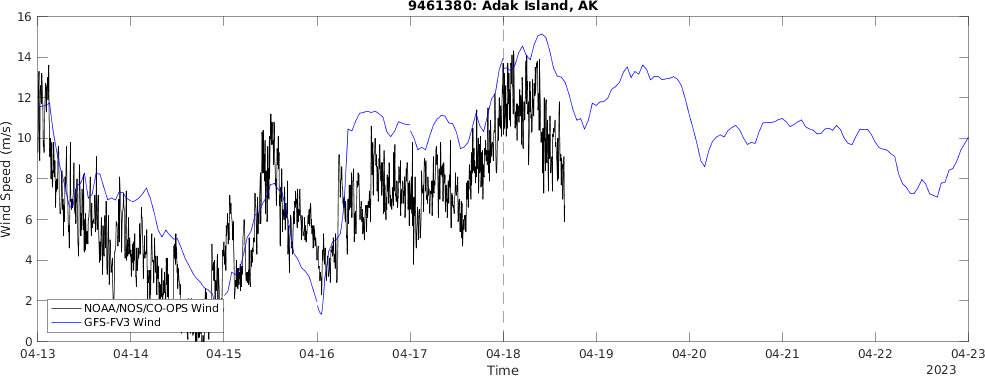 9461380: Adak Island, AK
16
14
12
10
8
6
4
2
0
Wind Speed (m/s)
NOAA/NOS/CO-OPS Wind
GFS-FV3 Wind
04-13 04-14 04-15 04-16 04-17 04-18 04-19 04-20 04-21 04-22 04-23
Time
2023